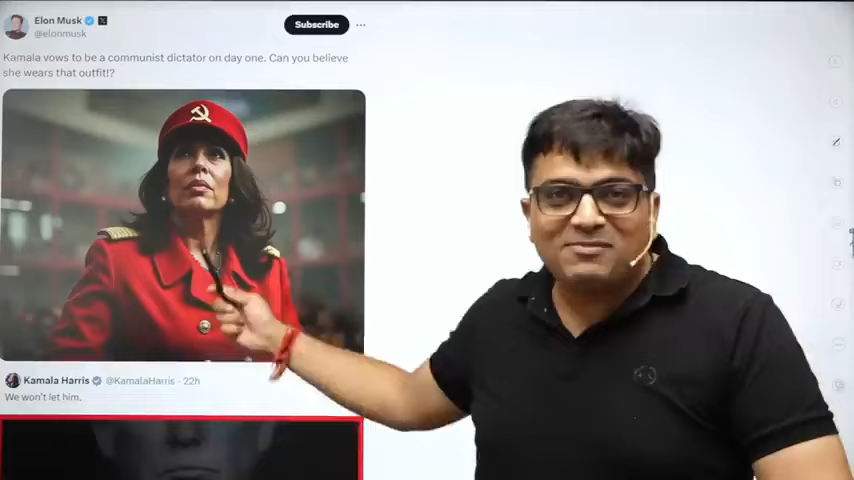 Elon Musk
Subscribe
@elonmusk
Kamala vows to be a communist dictator on day one. Can you believe
she wears that outfit!?
Kamala Harris @KamalaHarris · 22h
We won't let him.